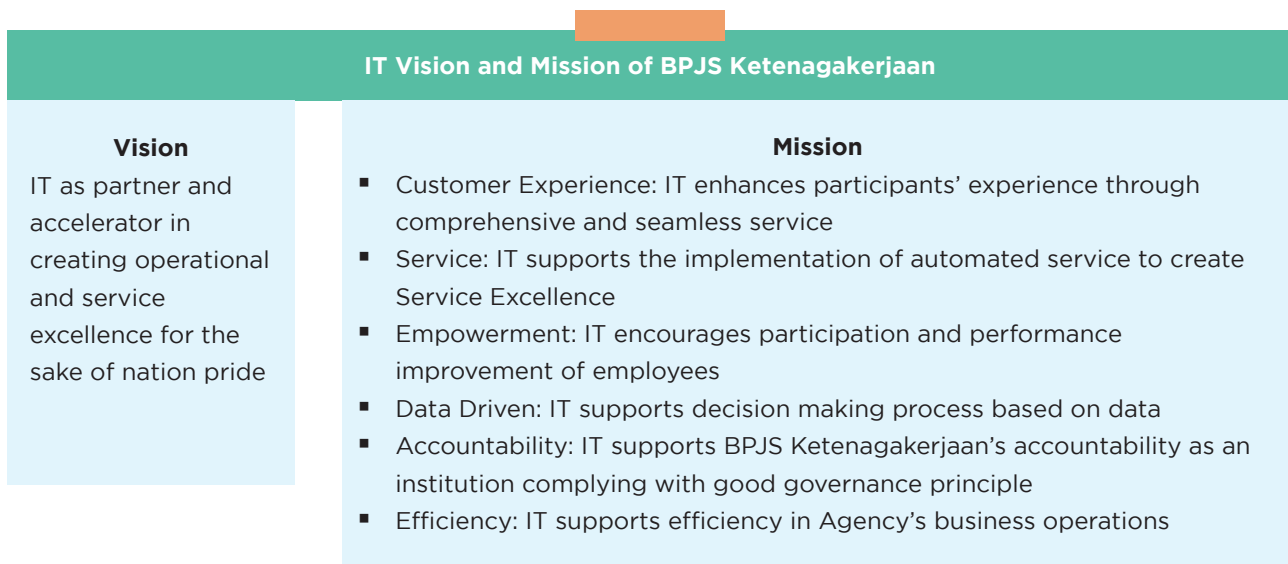 IT Vision and Mission of BPJS Ketenagakerjaan
Vision
IT as partner and
accelerator in
creating operational
and service
excellence for the
sake of nation pride
Mission
▪ Customer Experience: IT enhances participants’ experience through
comprehensive and seamless service
▪ Service: IT supports the implementation of automated service to create
Service Excellence
▪ Empowerment: IT encourages participation and performance
improvement of employees
▪ Data Driven: IT supports decision making process based on data
▪ Accountability: IT supports BPJS Ketenagakerjaan’s accountability as an
institution complying with good governance principle
▪ Efficiency: IT supports efficiency in Agency’s business operations